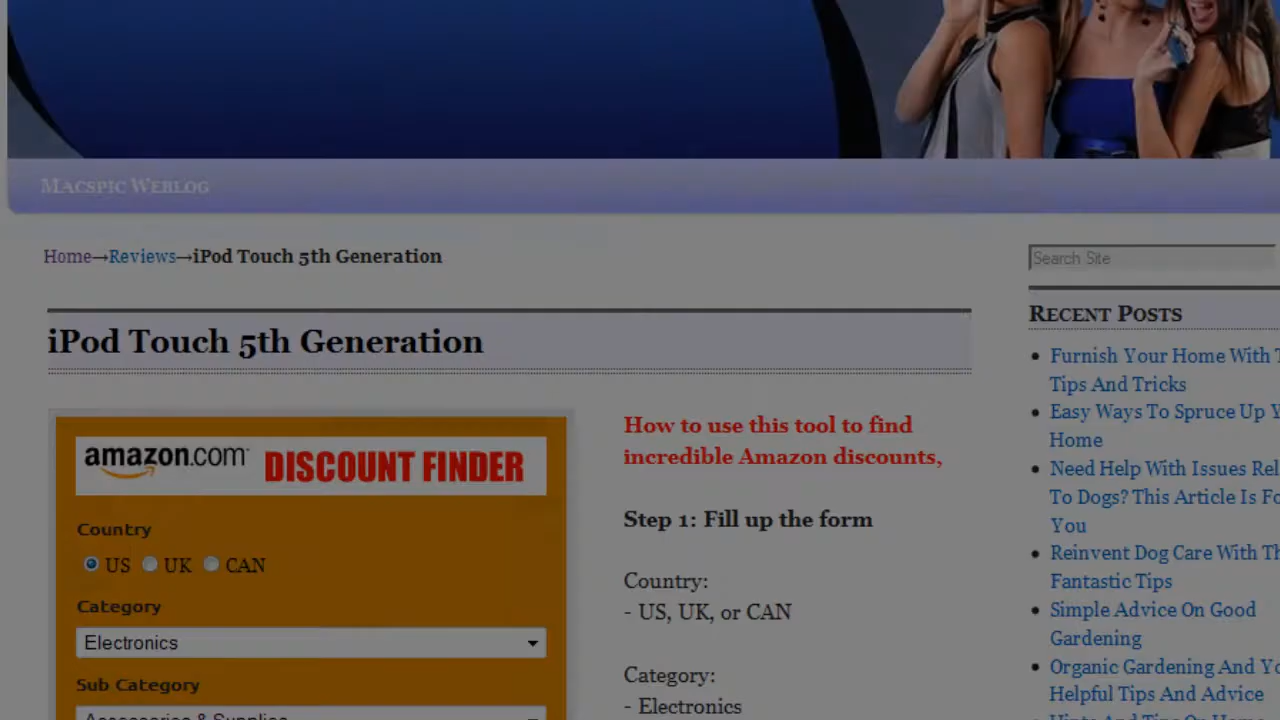 Macspic Weblog
Home→Reviews→iPod Touch 5th Generation
Search Site
iPod Touch 5th Generation
amazon.com DISCOUNT FINDER
Country
US UK CAN
Category
Electronics
Sub Category
Accessories & Supplies
How to use this tool to find
incredible Amazon discounts,
Step 1: Fill up the form
Country:
- US, UK, or CAN
Category:
- Electronics
Recent Posts
Furnish Your Home With
Tips And Tricks
Easy Ways To Spruce Up
Home
Need Help With Issues
To Dogs? This Article Is
You
Reinvent Dog Care With
Fantastic Tips
Simple Advice On Good
Gardening
Organic Gardening And
Helpful Tips And Advice